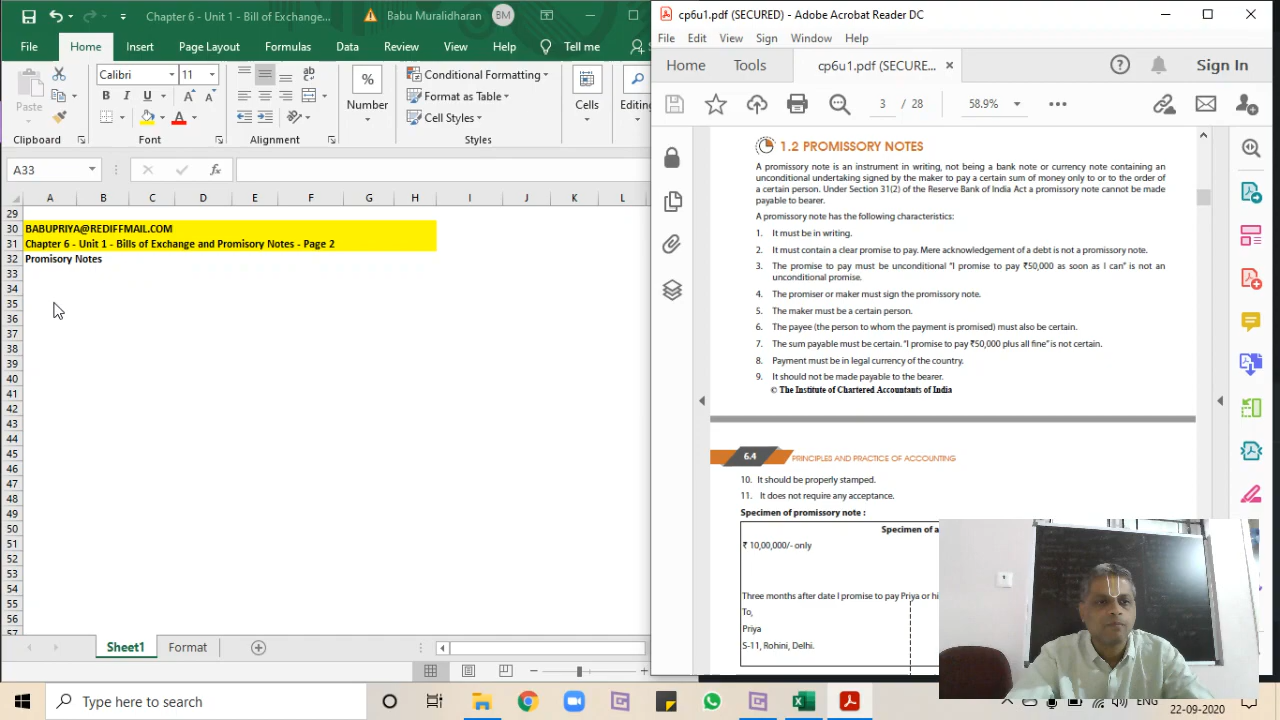 Chapter 6 - Unit 1 - Bill of Exchange...
Babu Muralidharan
BM
File
Home
Insert
Page Layout
Formulas
Data
Review
View
Help
Tell me
Calibri
11
Paste
B
I
U
A
A
Number
Conditional Formatting
Format as Table
Cell Styles
Cells
Editing
Clipboard
Font
Alignment
Styles
A33
fx
A B C D E F G H I J K L
29
30 BABUPRIYA@REDIFFMAIL.COM
31 Chapter 6 - Unit 1 - Bills of Exchange and Promisory Notes - Page 2
32 Promisory Notes
33
34
35
36
37
38
39
40
41
42
43
44
45
46
47
48
49
50
51
52
53
54
55
56
57
Sheet1
Format
cp6u1.pdf (SECURED) - Adobe Acrobat Reader DC
File Edit View Sign Window Help
Home
Tools
cp6u1.pdf (SECURE...
Sign In
3 / 28
58.9%
1.2 PROMISSORY NOTES
A promissory note is an instrument in writing, not being a bank note or currency note containing an
unconditional undertaking signed by the maker to pay a certain sum of money only to or to the order of
a certain person. Under Section 31(2) of the Reserve Bank of India Act a promissory note cannot be made
payable to bearer.
A promissory note has the following characteristics:
1. It must be in writing.
2. It must contain a clear promise to pay. Mere acknowledgement of a debt is not a promissory note.
3. The promise to pay must be unconditional "I promise to pay ₹50,000 as soon as I can" is not an
unconditional promise.
4. The promiser or maker must sign the promissory note.
5. The maker must be a certain person.
6. The payee (the person to whom the payment is promised) must also be certain.
7. The sum payable must be certain. "I promise to pay ₹50,000 plus all fine" is not certain.
8. Payment must be in legal currency of the country.
9. It should not be made payable to the bearer.
© The Institute of Chartered Accountants of India
6.4 PRINCIPLES AND PRACTICE OF ACCOUNTING
10. It should be properly stamped.
11. It does not require any acceptance.
Specimen of promissory note :
Specimen of a
₹ 10,00,000/- only
Three months after date I promise to pay Priya or hi
To,
Priya
S-11, Rohini, Delhi.
Type here to search
22-09-2020